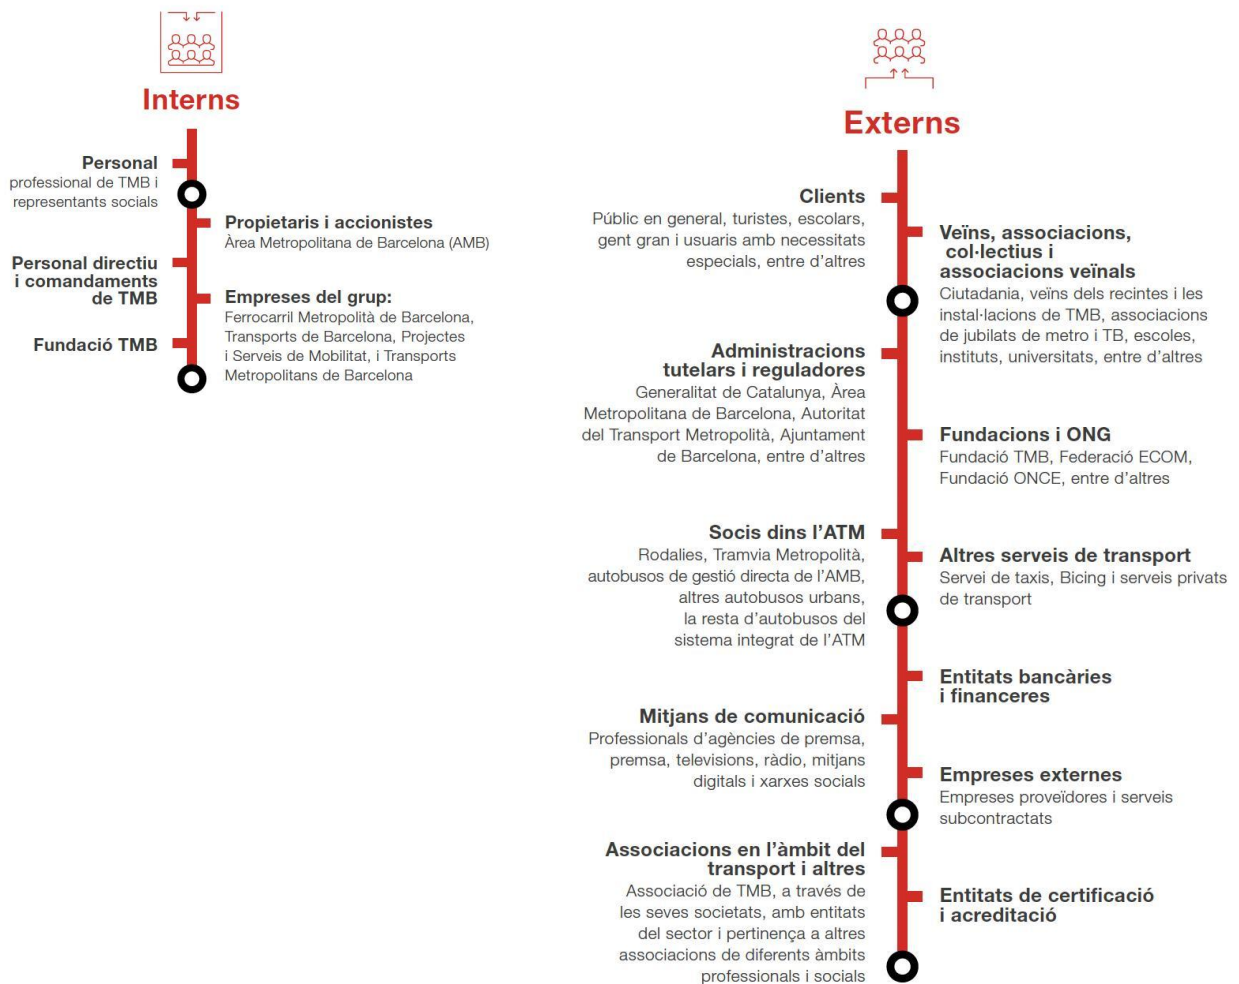 Interns
Personal
professional de TMB i
representants socials
Propietaris i accionistes
Àrea Metropolitana de Barcelona (AMB)
Personal directiu
i comandaments
de TMB
Empreses del grup:
Ferrocarril Metropolità de Barcelona,
Transports de Barcelona, Projectes
i Serveis de Mobilitat, i Transports
Metropolitans de Barcelona
Fundació TMB
Externs
Clients
Públic en general, turistes, escolars,
gent gran i usuaris amb necessitats
especials, entre d'altres
Veïns, associacions,
col·lectius i
associacions veïnals
Ciutadania, veïns dels recintes i les
instal·lacions de TMB, associacions
de jubilats de metro i TB, escoles,
instituts, universitats, entre d'altres
Administracions
tutelars i reguladores
Generalitat de Catalunya, Àrea
Metropolitana de Barcelona, Autoritat
del Transport Metropolità, Ajuntament
de Barcelona, entre d'altres
Fundacions i ONG
Fundació TMB, Federació ECOM,
Fundació ONCE, entre d'altres
Socis dins l'ATM
Rodalies, Tramvia Metropolità,
autobusos de gestió directa de l'AMB,
altres autobusos urbans,
la resta d'autobusos del
sistema integrat de l'ATM
Altres serveis de transport
Servei de taxis, Bicing i serveis privats
de transport
Entitats bancàries
i financeres
Mitjans de comunicació
Professionals d'agències de premsa,
premsa, televisions, ràdio, mitjans
digitals i xarxes socials
Empreses externes
Empreses proveïdores i serveis
subcontractats
Associacions en l'àmbit del
transport i altres
Associació de TMB, a través de
les seves societats, amb entitats
del sector i pertinença a altres
associacions de diferents àmbits
professionals i socials
Entitats de certificació
i acreditació